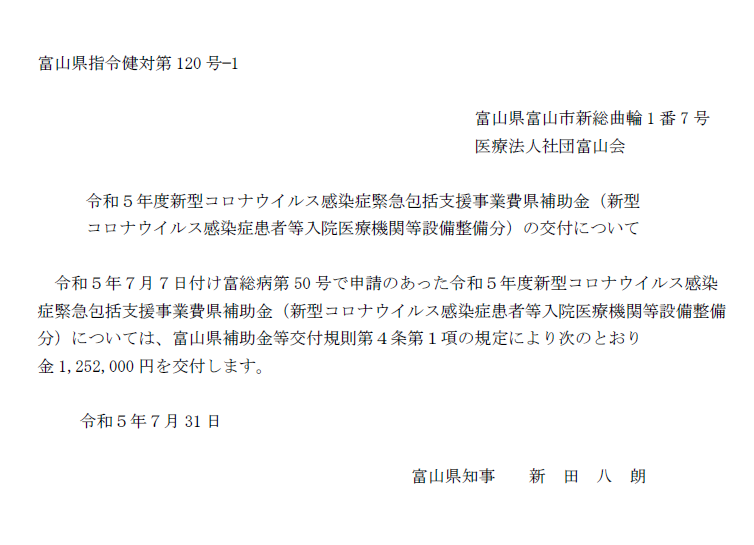 富山県指令健対第 120 号−1
富山県富山市新総曲輪１番７号
医療法人社団富山会
令和５年度新型コロナウイルス感染症緊急包括支援事業費県補助金（新型
コロナウイルス感染症患者等入院医療機関等設備整備分）の交付について
令和５年７月７日付け富総病第 50 号で申請のあった令和５年度新型コロナウイルス感染
症緊急包括支援事業費県補助金（新型コロナウイルス感染症患者等入院医療機関等設備整備
分）については、富山県補助金等交付規則第４条第１項の規定により次のとおり
金 1,252,000 円を交付します。
令和５年７月 31 日
富山県知事　　新　田　八　朗